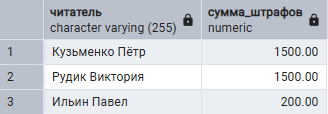 читатель сумма_штрафов
character varying (255) numeric
1 Кузьменко Пётр 1500.00
2 Рудик Виктория 1500.00
3 Ильин Павел 200.00